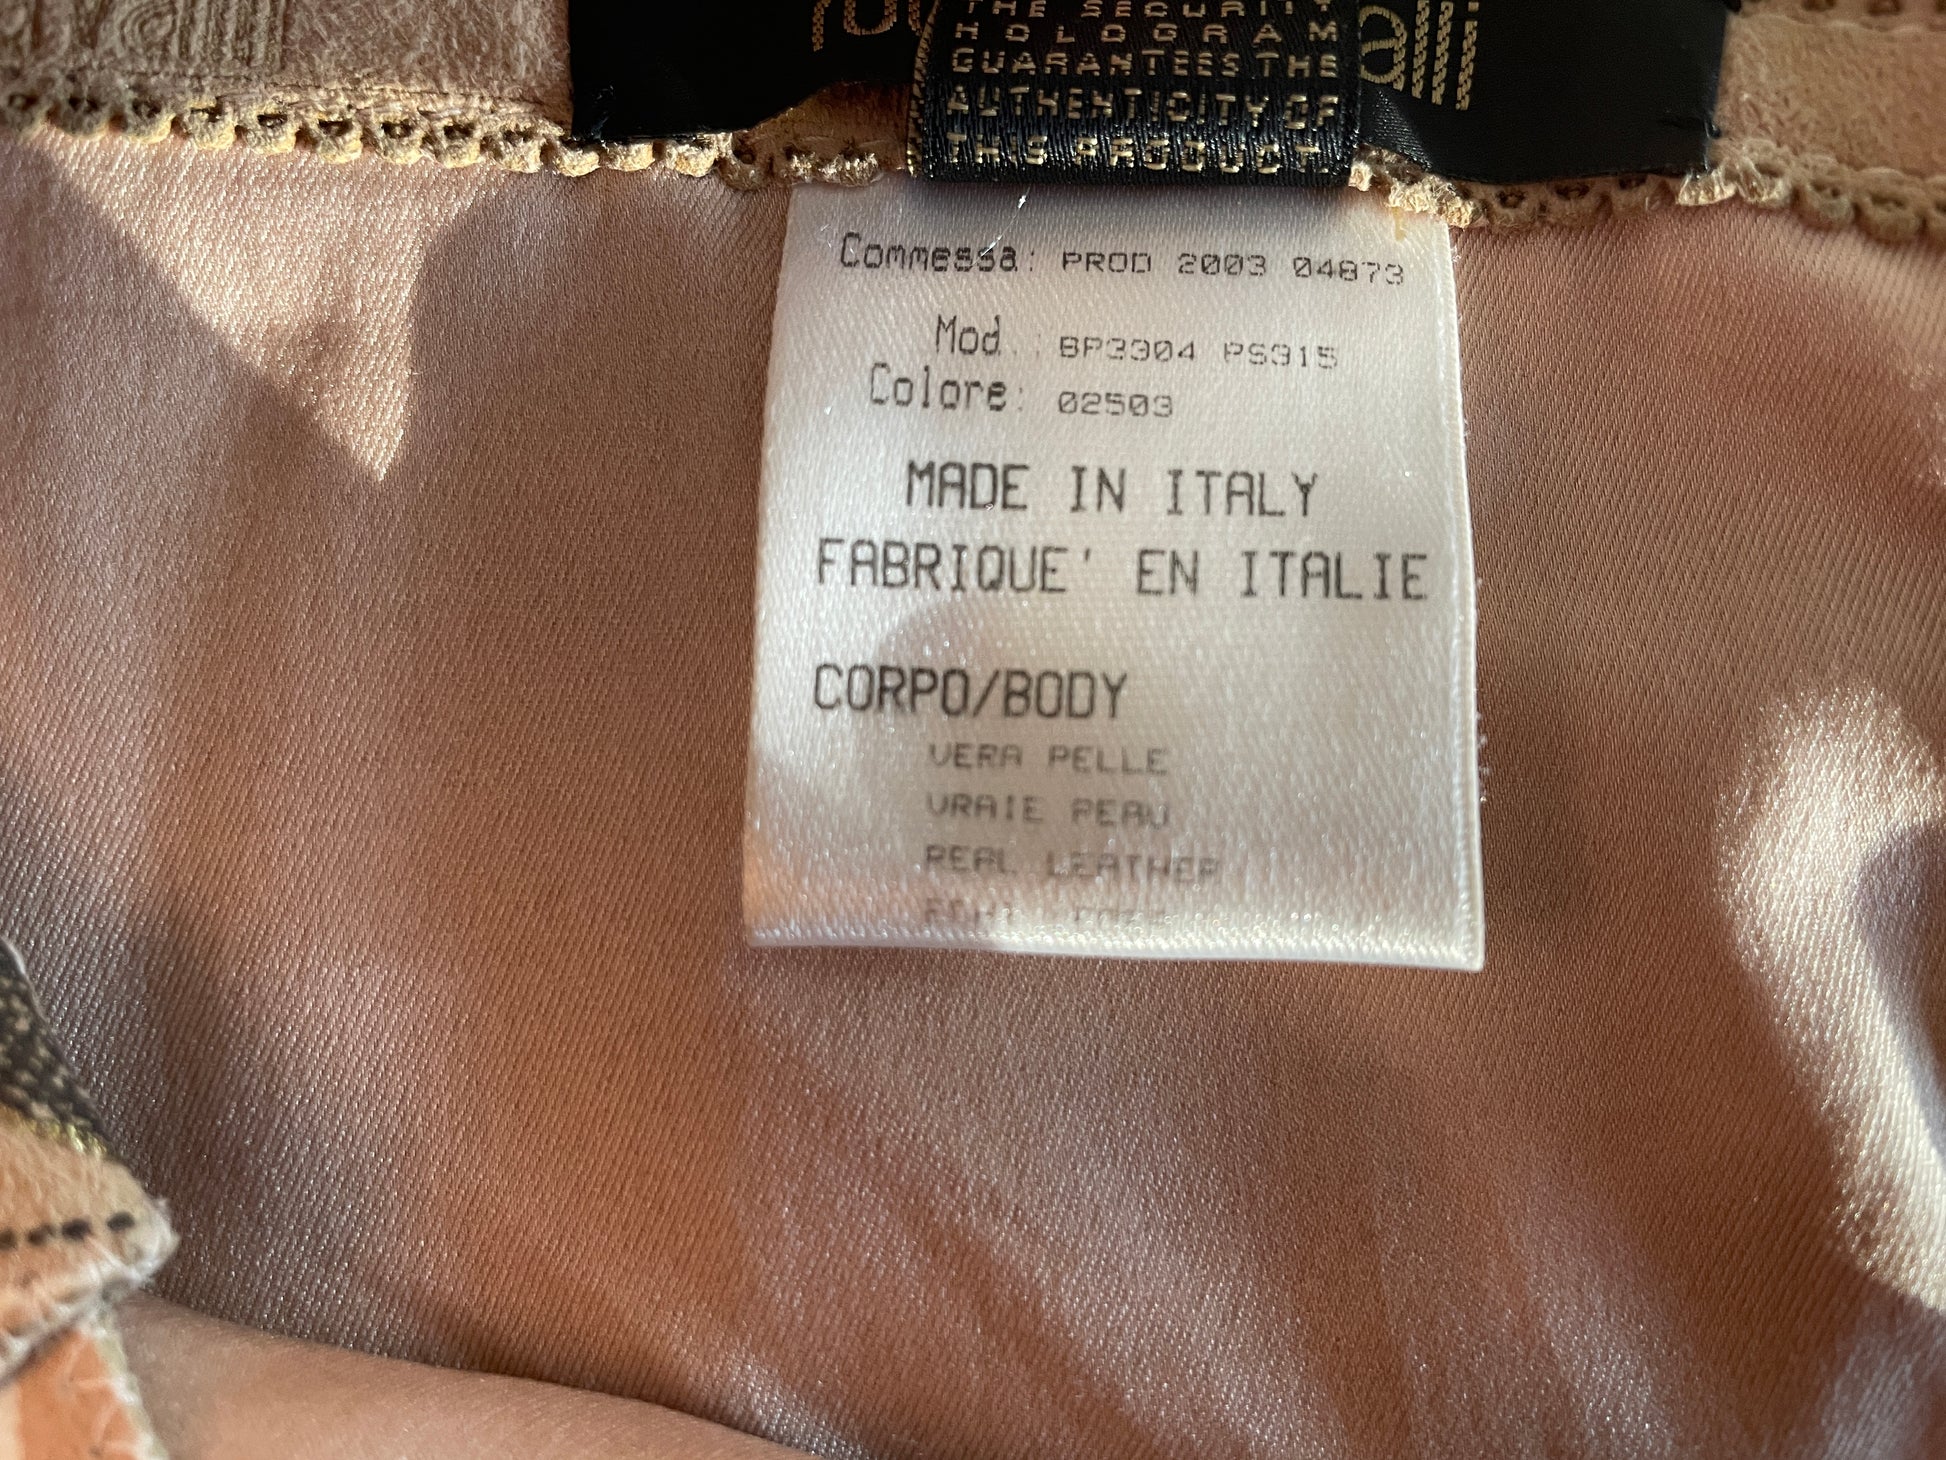 THE SECURITY
HOLOGRAM
GUARANTEES THE
AUTHENTICITY OF
THIS PRODUCT.
Commessa: PROD 2003 04873
Mod.: BP3304 PS315
Colore: 02503
MADE IN ITALY
FABRIQUE' EN ITALIE
CORPO/BODY
VERA PELLE
VRAIE PEAU
REAL LEATHER